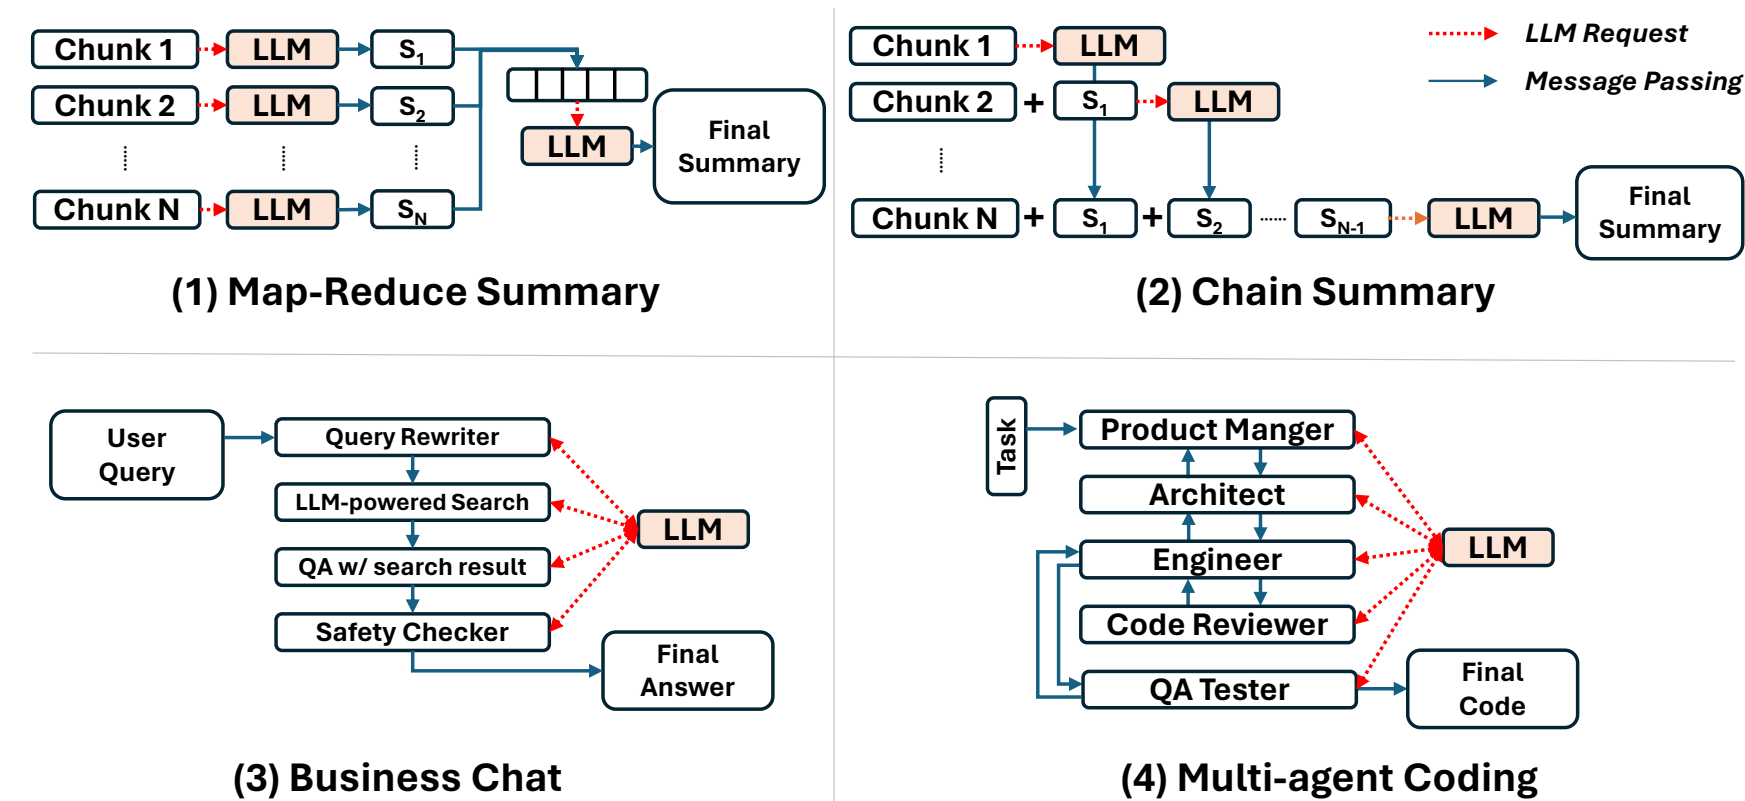 Chunk 1 LLM S1
Chunk 2 LLM S2
Chunk N LLM SN
LLM
Final
Summary
(1) Map-Reduce Summary
Chunk 1 LLM
Chunk 2 + S1 LLM
Chunk N + S1 + S2 ...... SN-1 LLM
Final
Summary
LLM Request
Message Passing
(2) Chain Summary
User
Query
Query Rewriter
LLM-powered Search
QA w/ search result
Safety Checker
LLM
Final
Answer
(3) Business Chat
Task
Product Manger
Architect
Engineer
Code Reviewer
QA Tester
LLM
Final
Code
(4) Multi-agent Coding